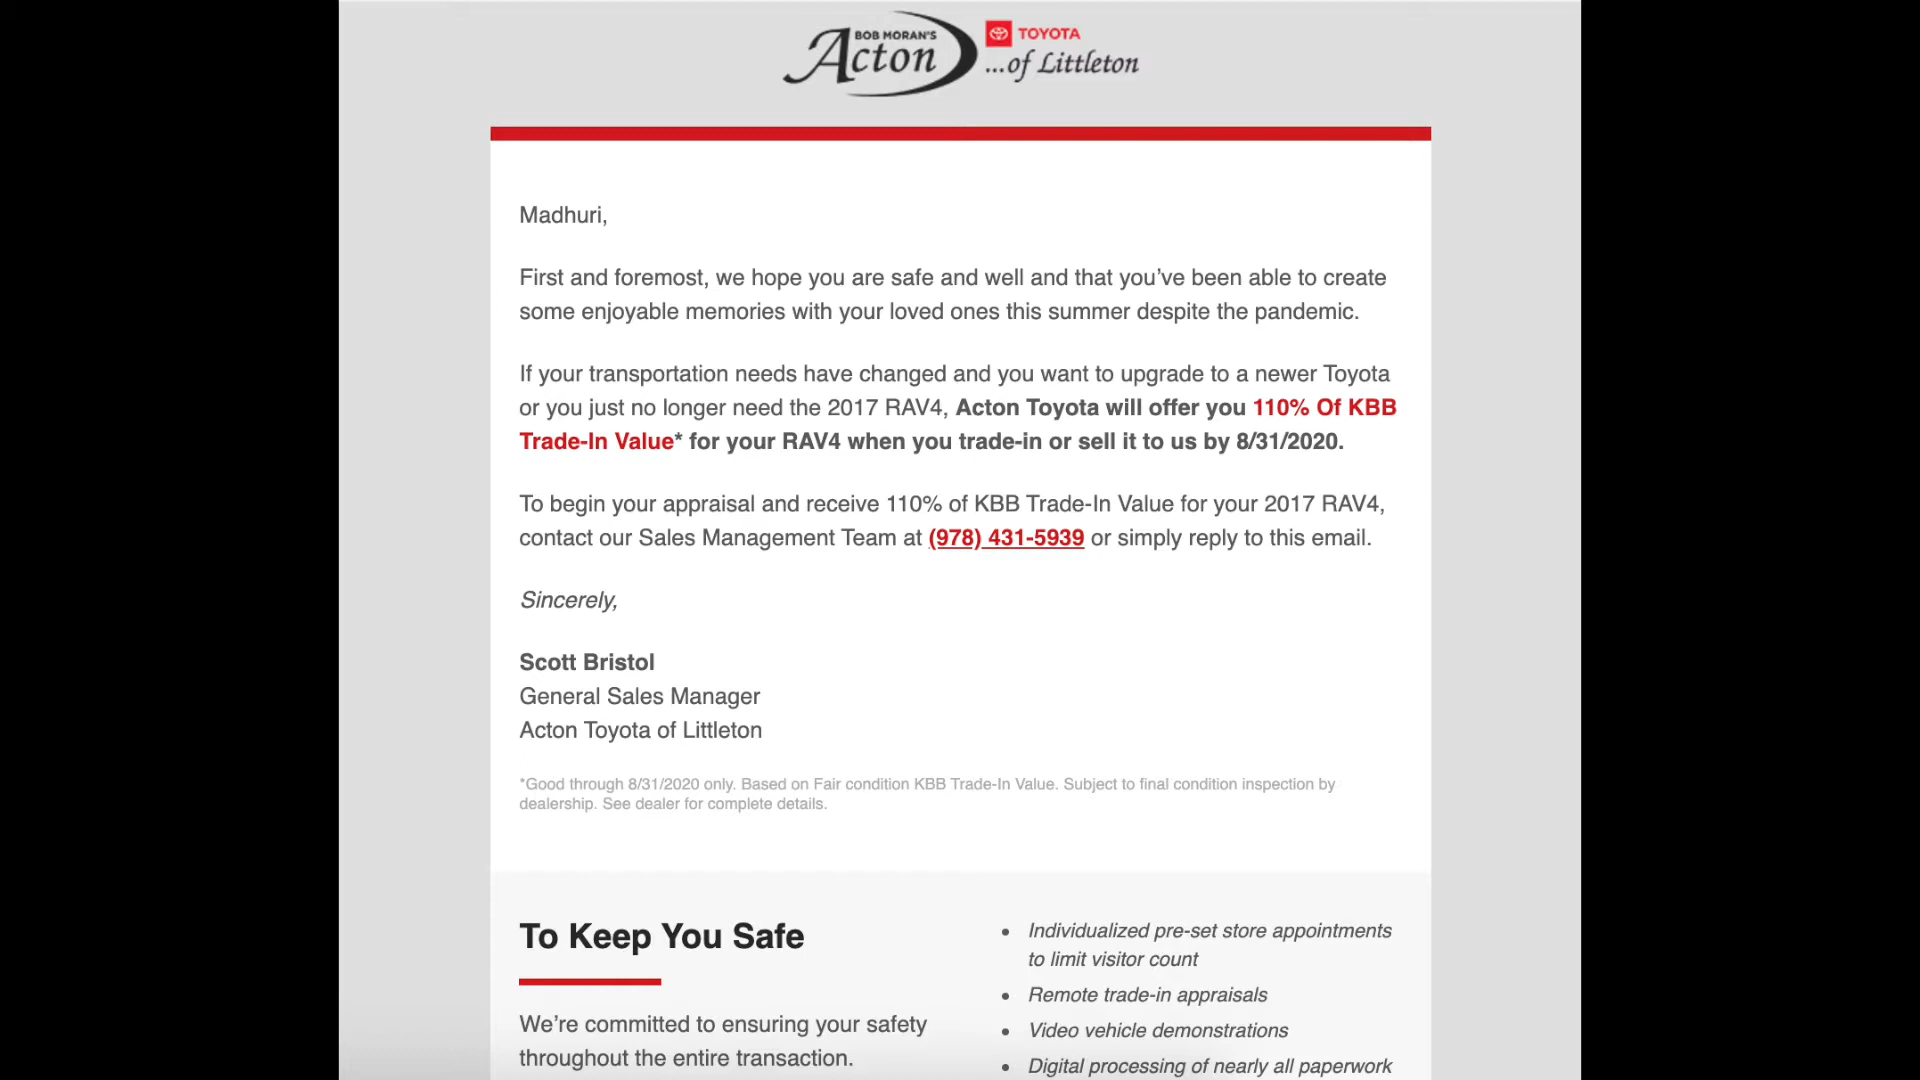 BOB MORAN'S
Acton
TOYOTA
...of Littleton
Madhuri,
First and foremost, we hope you are safe and well and that you’ve been able to create
some enjoyable memories with your loved ones this summer despite the pandemic.
If your transportation needs have changed and you want to upgrade to a newer Toyota
or you just no longer need the 2017 RAV4, Acton Toyota will offer you 110% Of KBB
Trade-In Value* for your RAV4 when you trade-in or sell it to us by 8/31/2020.
To begin your appraisal and receive 110% of KBB Trade-In Value for your 2017 RAV4,
contact our Sales Management Team at (978) 431-5939 or simply reply to this email.
Sincerely,
Scott Bristol
General Sales Manager
Acton Toyota of Littleton
*Good through 8/31/2020 only. Based on Fair condition KBB Trade-In Value. Subject to final condition inspection by
dealership. See dealer for complete details.
To Keep You Safe
We’re committed to ensuring your safety
throughout the entire transaction.
• Individualized pre-set store appointments
to limit visitor count
• Remote trade-in appraisals
• Video vehicle demonstrations
• Digital processing of nearly all paperwork